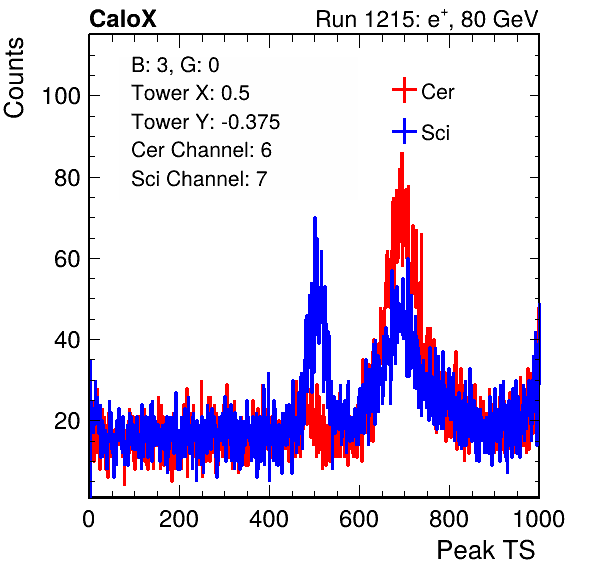 CaloX Run 1215: e⁺, 80 GeV
Counts
B: 3, G: 0
Tower X: 0.5
Tower Y: -0.375
Cer Channel: 6
Sci Channel: 7
Cer
Sci
100
80
60
40
20
0 200 400 600 800 1000
Peak TS